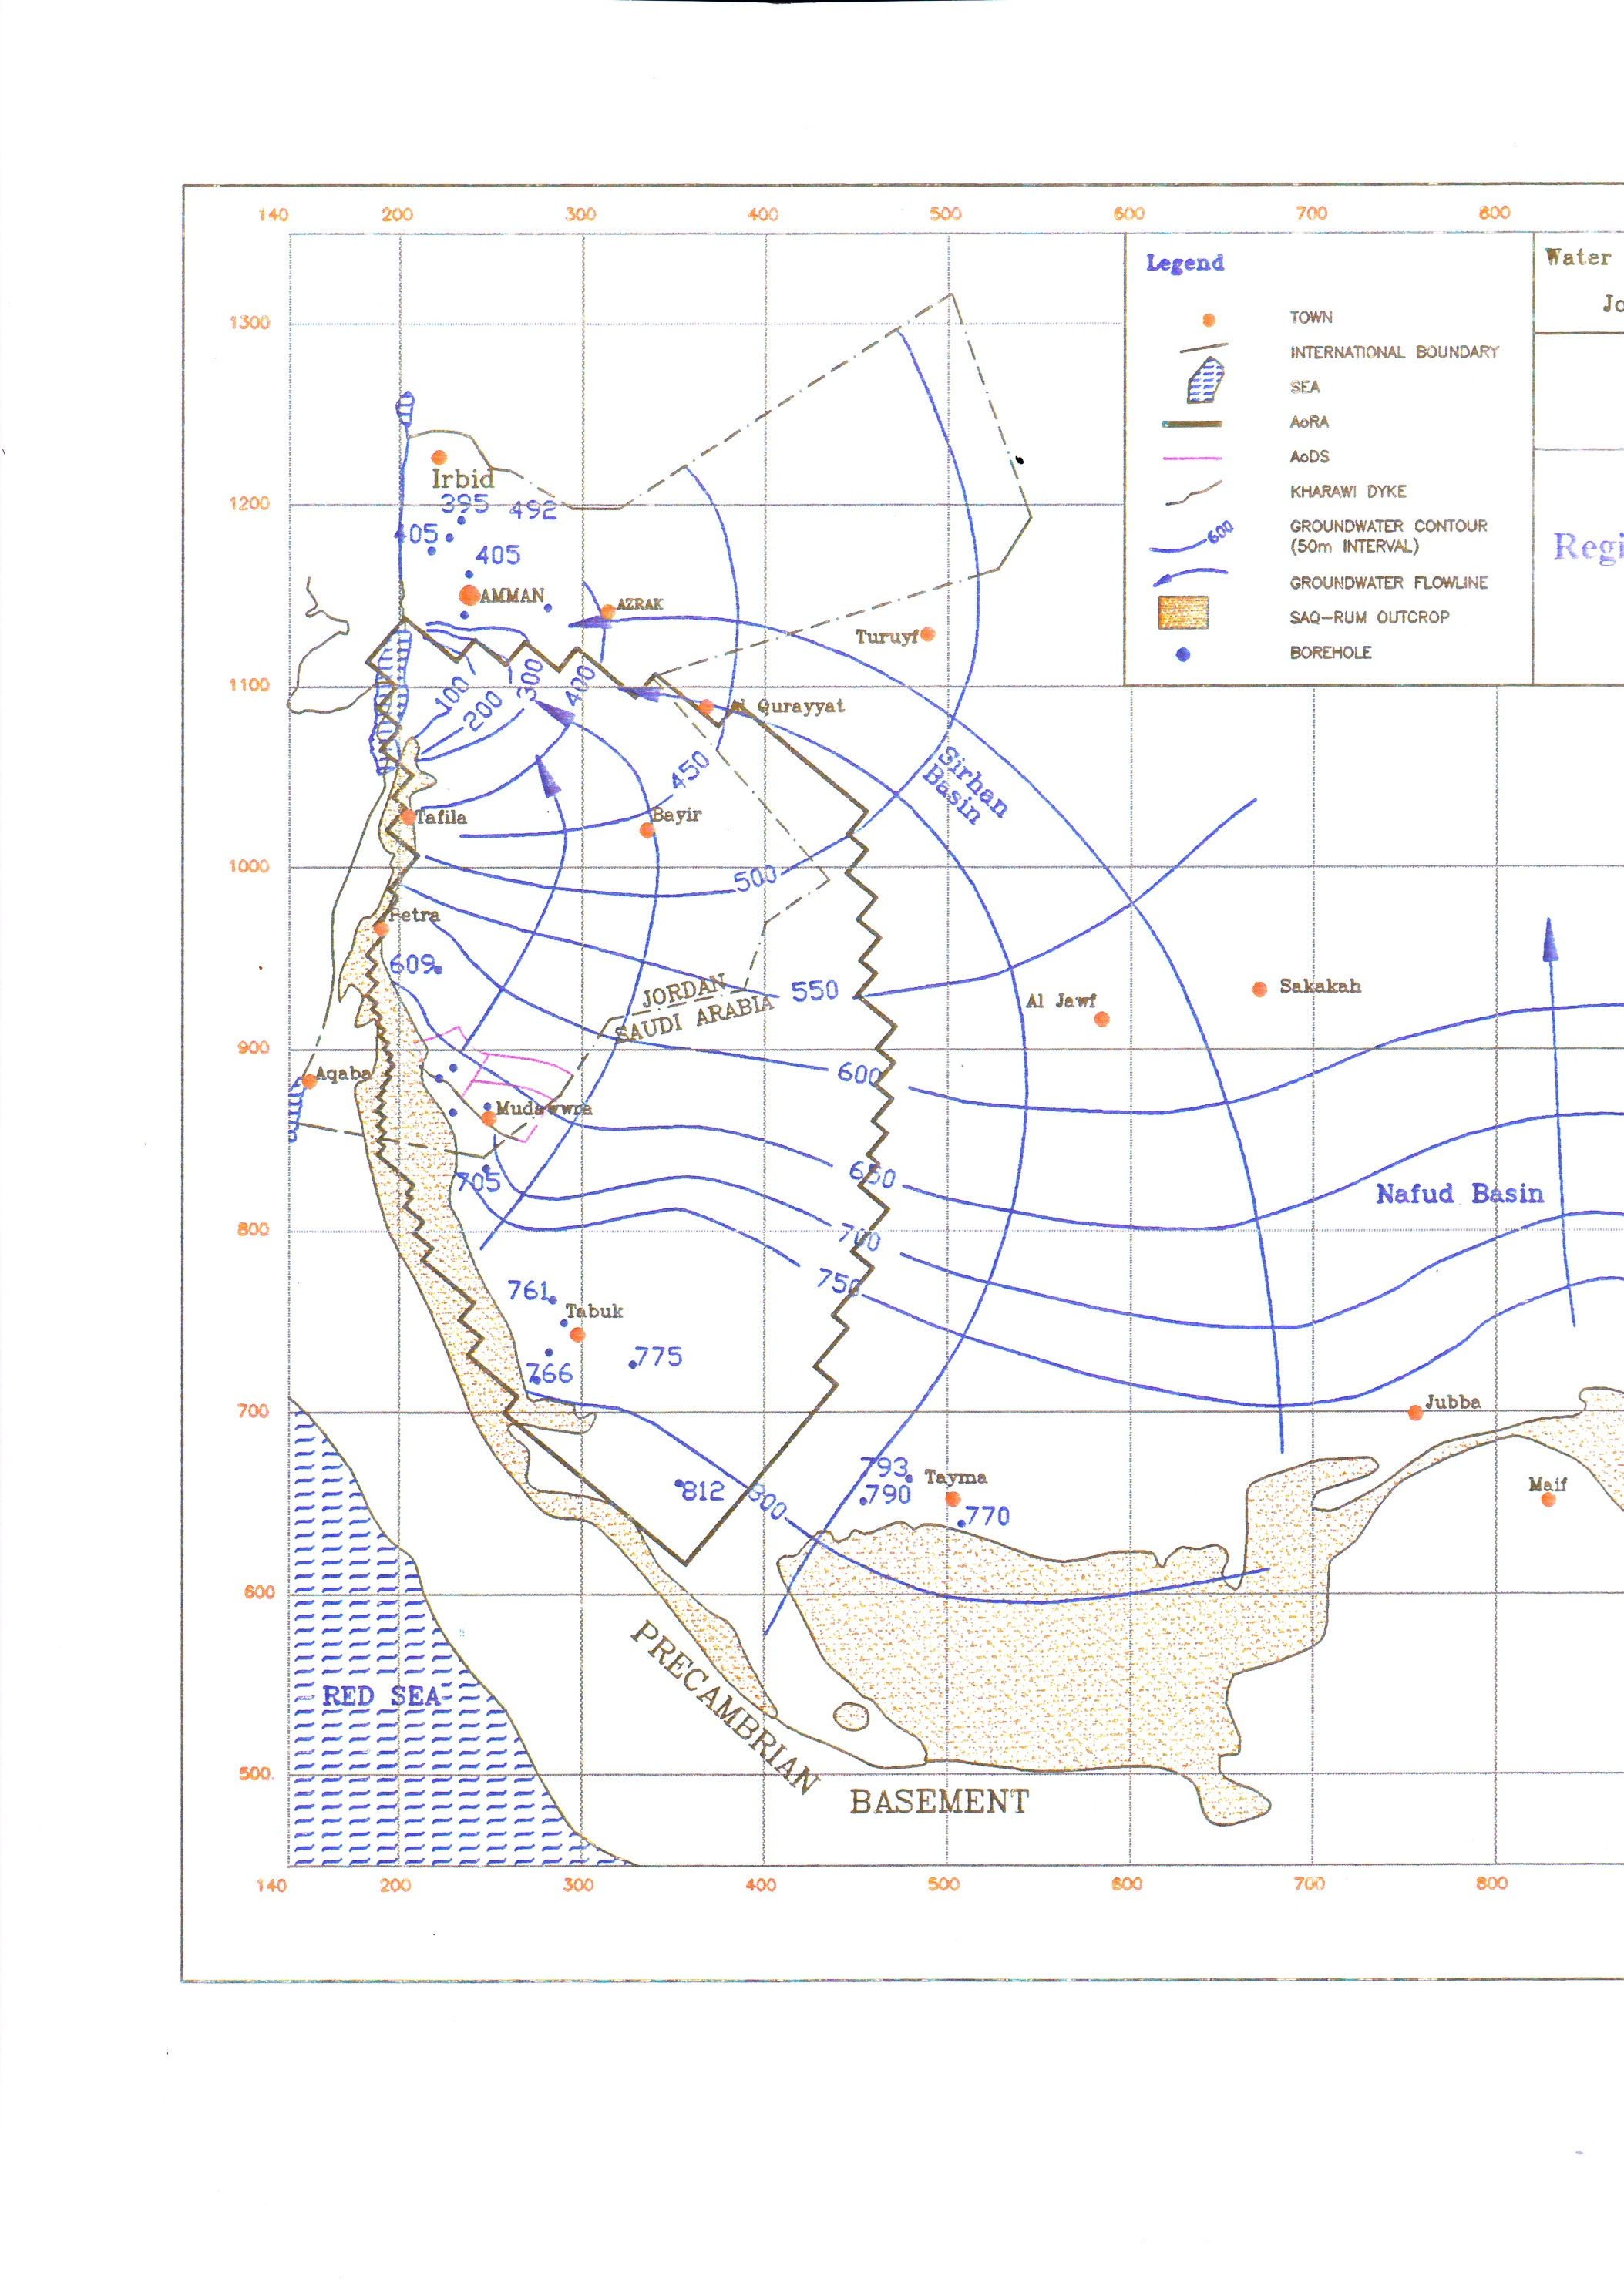 140 200 300 400 500 600 700 800
Legend
Water
Jo
1300
TOWN
INTERNATIONAL BOUNDARY
SEA
AoRA
AoDS
KHARAWI DYKE
600
GROUNDWATER CONTOUR
(50m INTERVAL)
Regi
GROUNDWATER FLOWLINE
SAQ-RUM OUTCROP
BOREHOLE
Irbid
1200
395 492
405
405
AMMAN
AZRAK
Turuyf
1100
100
200
300
400
Al Qurayyat
450
Sirhan
Basin
Tafila
Bayir
1000
500
Petra
609
JORDAN
SAUDI ARABIA
550
Al Jawf
Sakakah
900
Aqaba
600
Mudawwra
705
650
Nafud Basin
800
700
750
761
Tabuk
766
775
700
Jubba
812
800
793
790
Tayma
770
Maif
600
PRECAMBRIAN
BASEMENT
RED SEA
500.
140 200 300 400 500 600 700 800